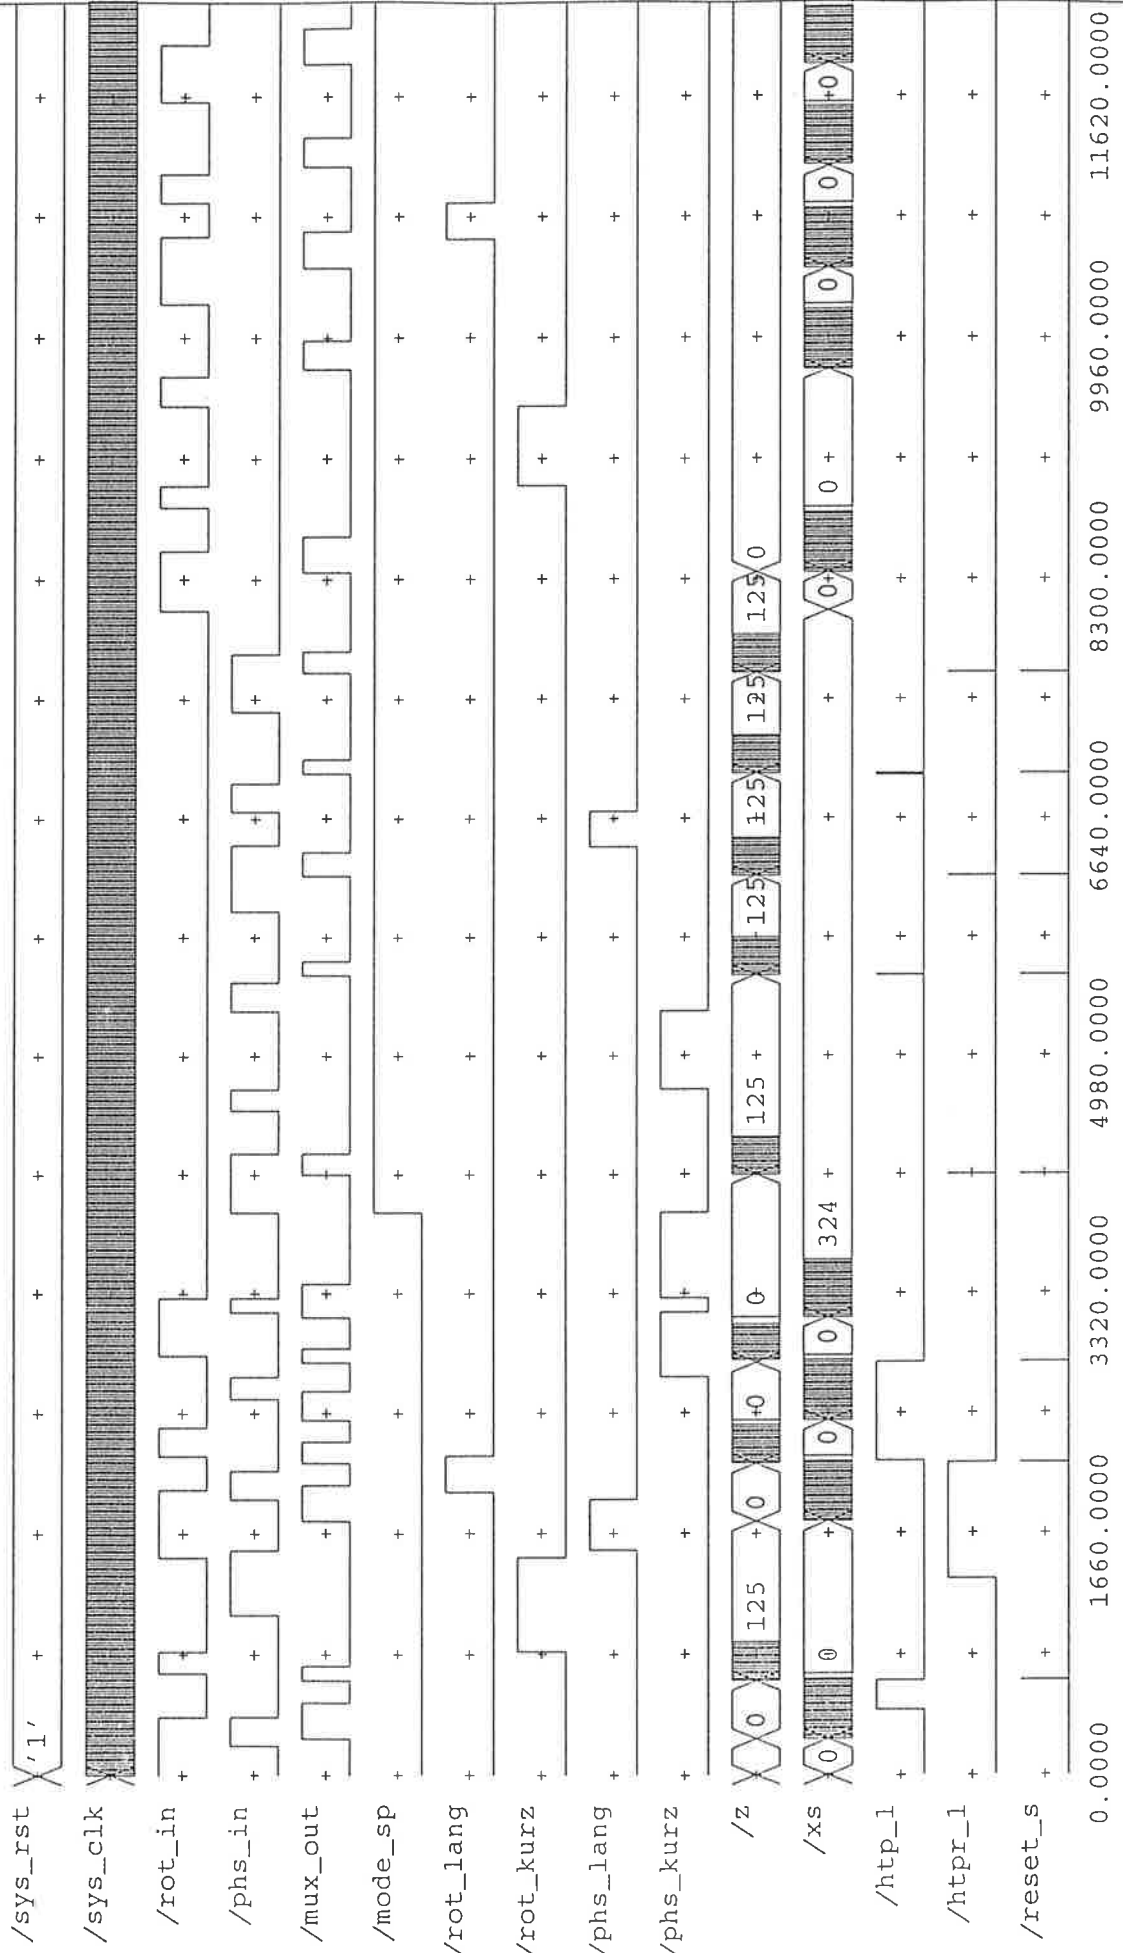 /sys_rst '1'
/sys_clk
/rot_in
/phs_in
/mux_out
/mode_sp
/rot_lang
/rot_kurz
/phs_lang
/phs_kurz
/z 0 125 0 0 0 125 125 125 125 125 0
/xs 0 0 0 0 324 0 0 0 0 0
/htp_l
/htpr_l
/reset_s
0.0000 1660.0000 3320.0000 4980.0000 6640.0000 8300.0000 9960.0000 11620.0000